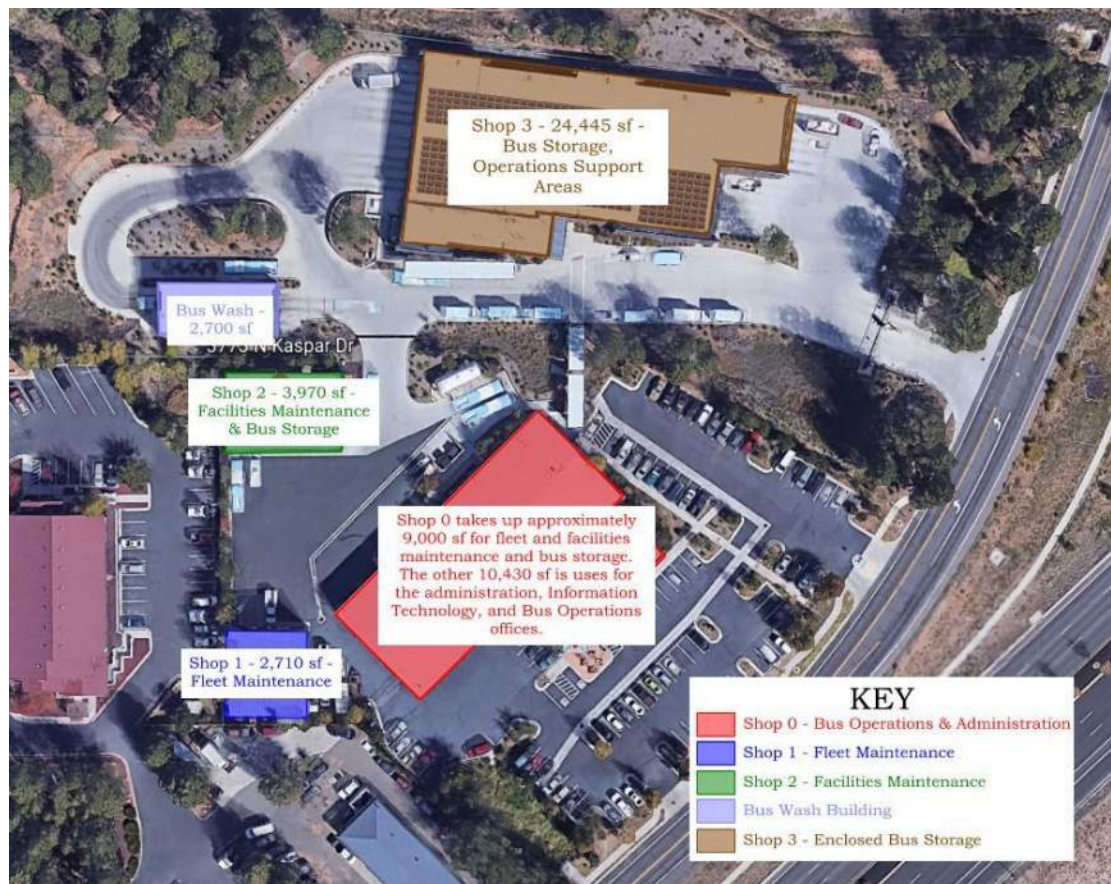 Shop 3 - 24,445 sf -
Bus Storage,
Operations Support
Areas
Bus Wash -
2,700 sf
3773 N Kaspar Dr
Shop 2 - 3,970 sf -
Facilities Maintenance
& Bus Storage
Shop 0 takes up approximately
9,000 sf for fleet and facilities
maintenance and bus storage.
The other 10,430 sf is uses for
the administration, Information
Technology, and Bus Operations
offices.
Shop 1 - 2,710 sf -
Fleet Maintenance
KEY
Shop 0 - Bus Operations & Administration
Shop 1 - Fleet Maintenance
Shop 2 - Facilities Maintenance
Bus Wash Building
Shop 3 - Enclosed Bus Storage